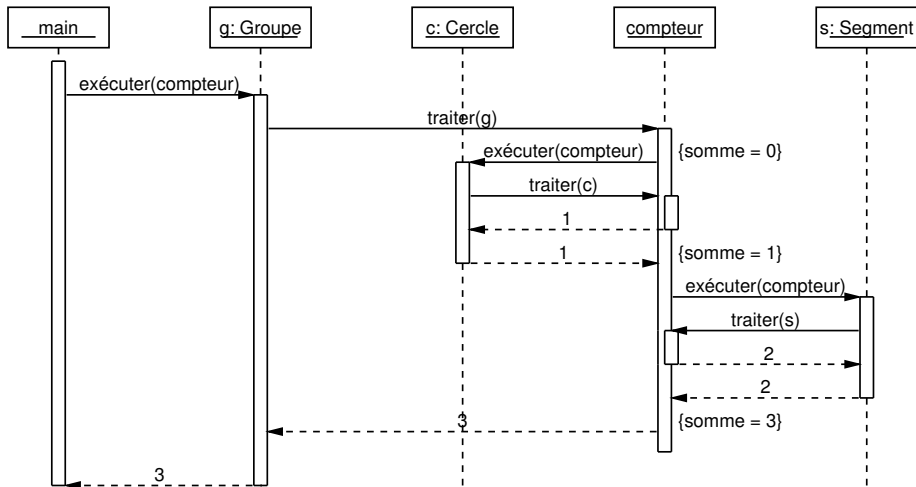 main
g: Groupe
c: Cercle
compteur
s: Segment
exécuter(compteur)
traiter(g)
exécuter(compteur)
{somme = 0}
traiter(c)
1
1
{somme = 1}
exécuter(compteur)
traiter(s)
2
2
3
{somme = 3}
3